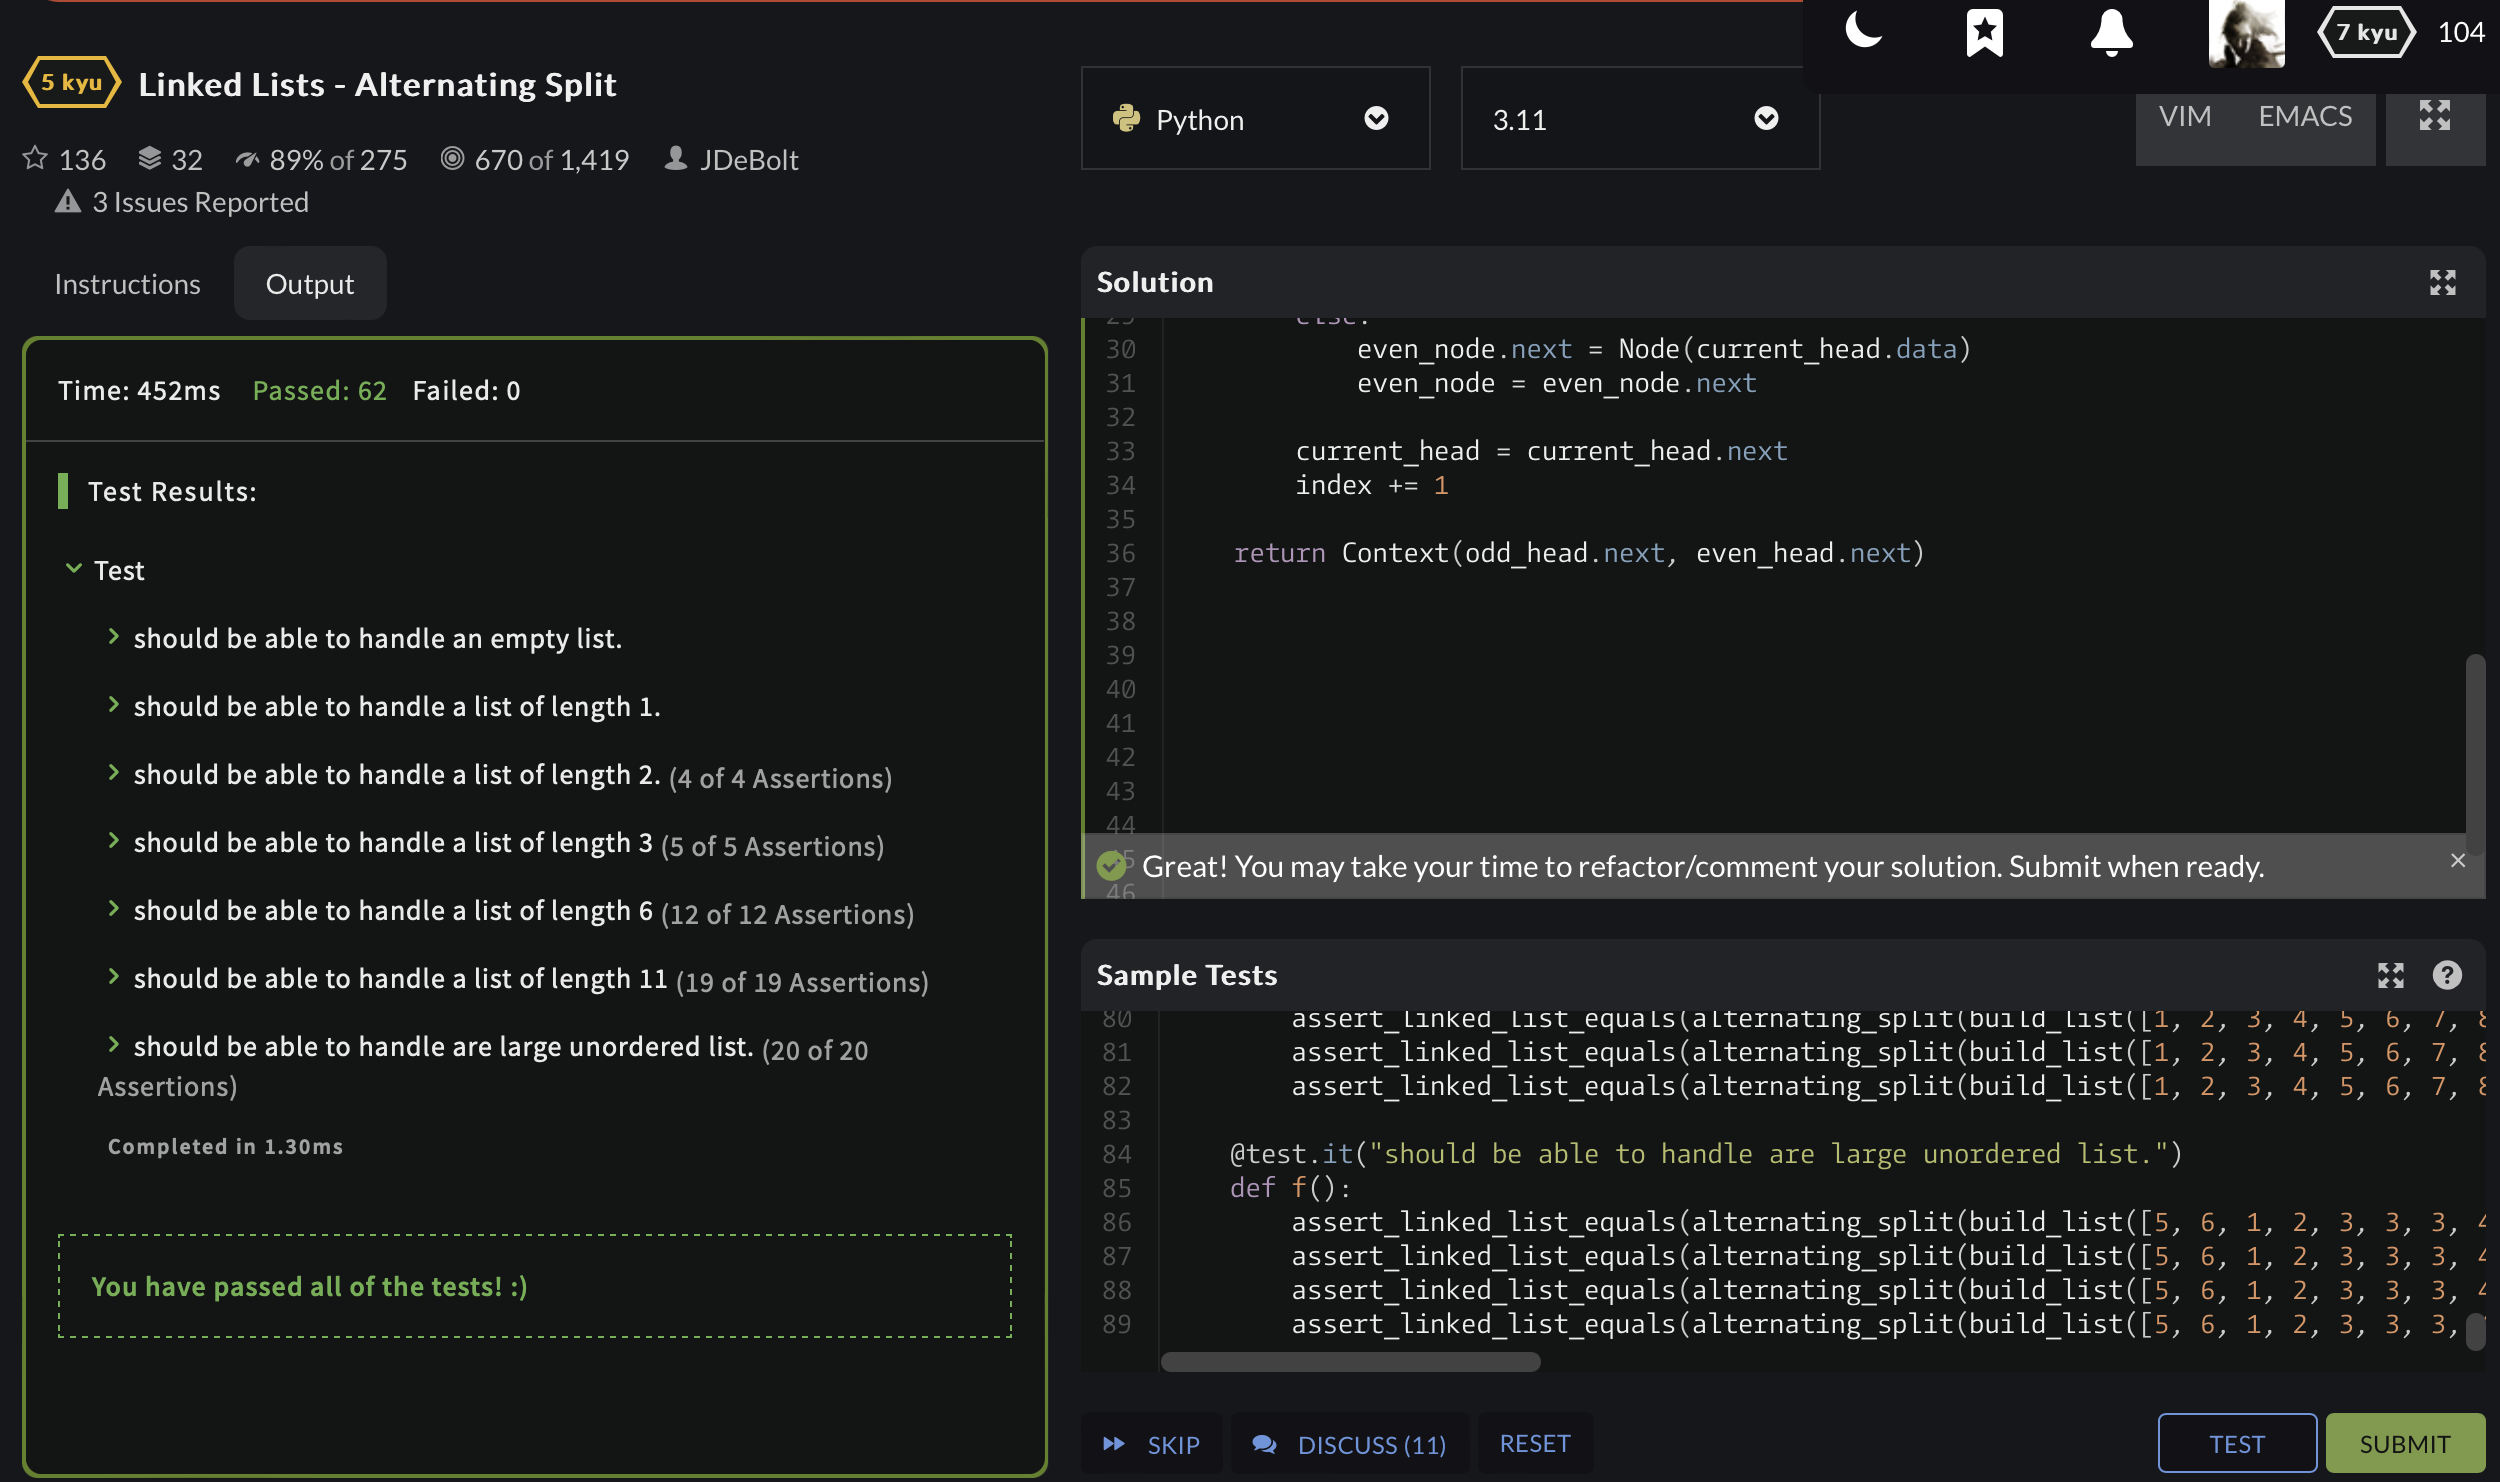 7 kyu 104
5 kyu Linked Lists - Alternating Split
136 32 89% of 275 670 of 1,419 JDeBolt
3 Issues Reported
Python 3.11
VIM EMACS
Instructions Output
Time: 452ms Passed: 62 Failed: 0
Test Results:
Test
should be able to handle an empty list.
should be able to handle a list of length 1.
should be able to handle a list of length 2. (4 of 4 Assertions)
should be able to handle a list of length 3 (5 of 5 Assertions)
should be able to handle a list of length 6 (12 of 12 Assertions)
should be able to handle a list of length 11 (19 of 19 Assertions)
should be able to handle are large unordered list. (20 of 20
Assertions)
Completed in 1.30ms
You have passed all of the tests! :)
Solution
29 else:
30 even_node.next = Node(current_head.data)
31 even_node = even_node.next
32
33 current_head = current_head.next
34 index += 1
35
36 return Context(odd_head.next, even_head.next)
37
38
39
40
41
42
43
44
45
46
Great! You may take your time to refactor/comment your solution. Submit when ready.
Sample Tests
80 assert_linked_list_equals(alternating_split(build_list([1, 2, 3, 4, 5, 6, 7, 8
81 assert_linked_list_equals(alternating_split(build_list([1, 2, 3, 4, 5, 6, 7, 8
82 assert_linked_list_equals(alternating_split(build_list([1, 2, 3, 4, 5, 6, 7, 8
83
84 @test.it("should be able to handle are large unordered list.")
85 def f():
86 assert_linked_list_equals(alternating_split(build_list([5, 6, 1, 2, 3, 3, 3, 4
87 assert_linked_list_equals(alternating_split(build_list([5, 6, 1, 2, 3, 3, 3, 4
88 assert_linked_list_equals(alternating_split(build_list([5, 6, 1, 2, 3, 3, 3, 4
89 assert_linked_list_equals(alternating_split(build_list([5, 6, 1, 2, 3, 3, 3,
SKIP DISCUSS (11) RESET TEST SUBMIT